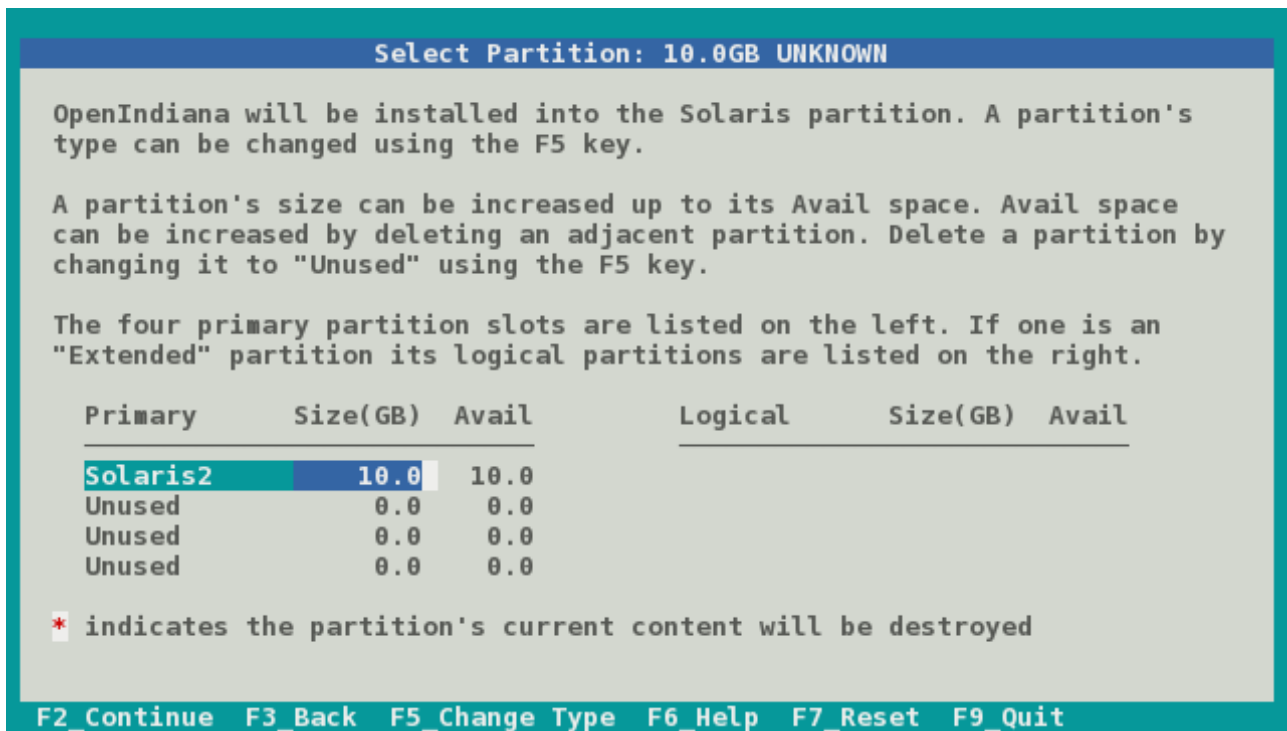 Select Partition: 10.0GB UNKNOWN
OpenIndiana will be installed into the Solaris partition. A partition's
type can be changed using the F5 key.
A partition's size can be increased up to its Avail space. Avail space
can be increased by deleting an adjacent partition. Delete a partition by
changing it to "Unused" using the F5 key.
The four primary partition slots are listed on the left. If one is an
"Extended" partition its logical partitions are listed on the right.
Primary Size(GB) Avail Logical Size(GB) Avail
Solaris2 10.0 10.0
Unused 0.0 0.0
Unused 0.0 0.0
Unused 0.0 0.0
* indicates the partition's current content will be destroyed
F2_Continue F3_Back F5_Change Type F6_Help F7_Reset F9_Quit